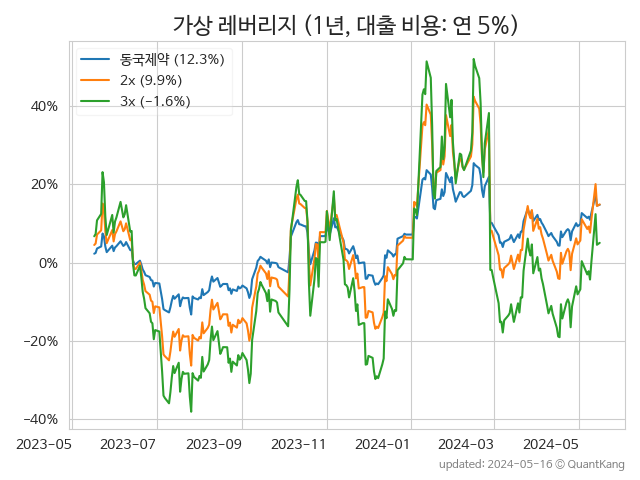 가상 레버리지 (1년, 대출 비용: 연 5%)
동국제약 (12.3%)
2x (9.9%)
3x (−1.6%)
40%
20%
0%
−20%
−40%
2023-05 2023-07 2023-09 2023-11 2024-01 2024-03 2024-05
updated: 2024-05-16 © QuantKang